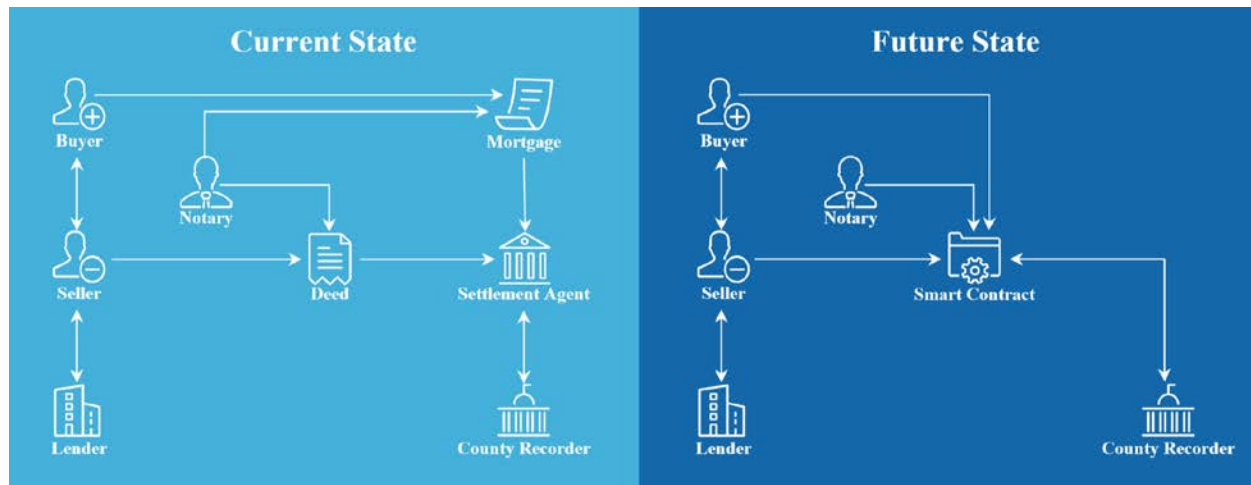 Current State
Buyer
Mortgage
Notary
Seller
Deed
Settlement Agent
Lender
County Recorder
Future State
Buyer
Notary
Seller
Smart Contract
Lender
County Recorder